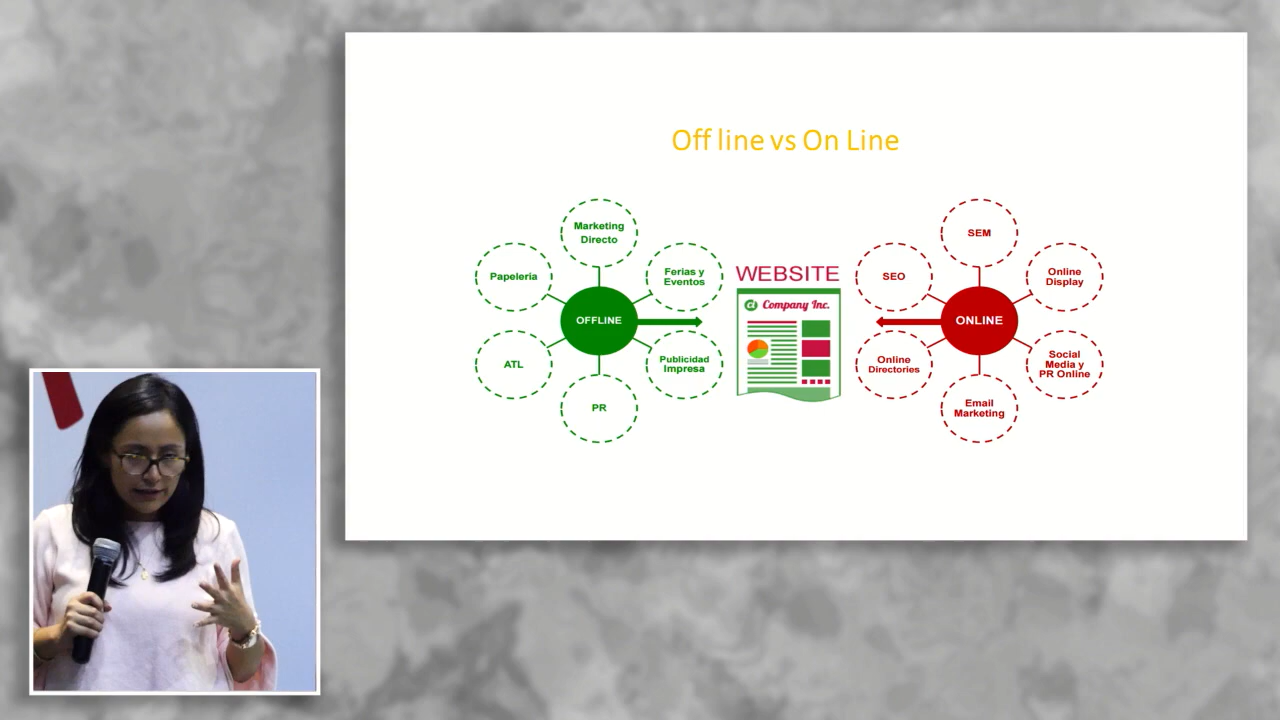 Off line vs On Line
Marketing
Directo
Papeleria
Ferias y
Eventos
OFFLINE
ATL
Publicidad
Impresa
PR
WEBSITE
Ci Company Inc.
SEM
SEO
Online
Display
ONLINE
Online
Directories
Social
Media y
PR Online
Email
Marketing